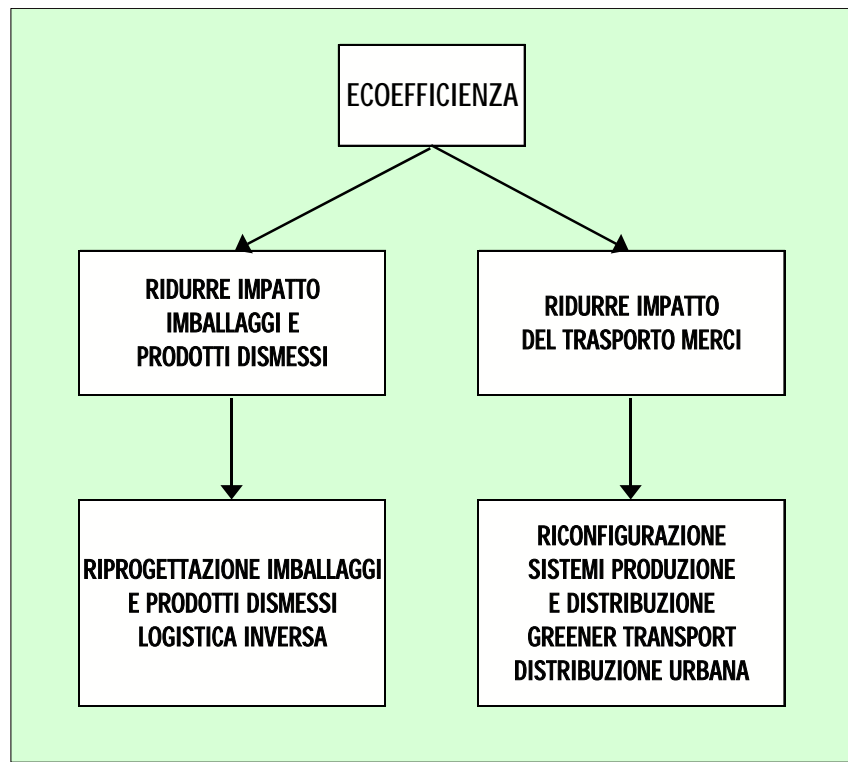 ECOEFFICIENZA
RIDURRE IMPATTO
IMBALLAGGI E
PRODOTTI DISMESSI
RIDURRE IMPATTO
DEL TRASPORTO MERCI
RIPROGETTAZIONE IMBALLAGGI
E PRODOTTI DISMESSI
LOGISTICA INVERSA
RICONFIGURAZIONE
SISTEMI PRODUZIONE
E DISTRIBUZIONE
GREENER TRANSPORT
DISTRIBUZIONE URBANA